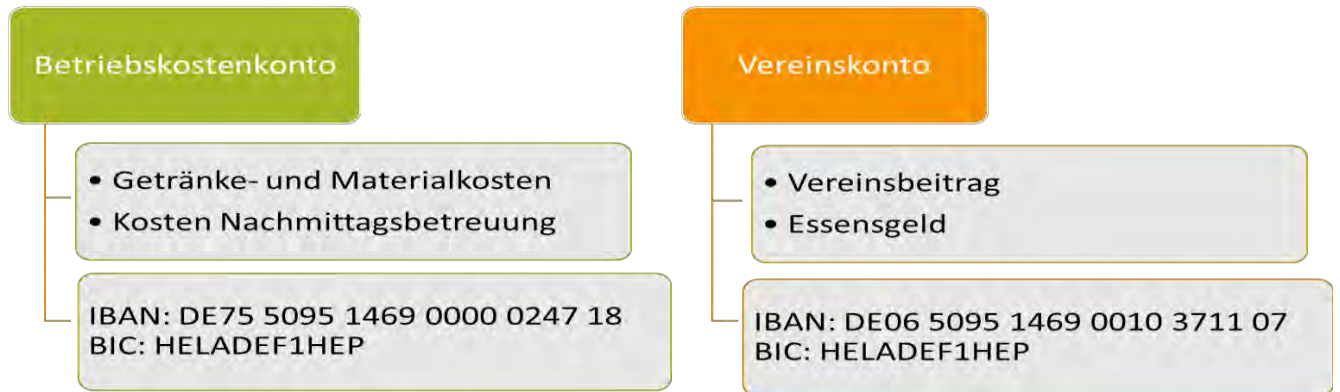 Betriebskostenkonto
• Getränke- und Materialkosten
• Kosten Nachmittagsbetreuung
IBAN: DE75 5095 1469 0000 0247 18
BIC: HELADEF1HEP
Vereinskonto
• Vereinsbeitrag
• Essensgeld
IBAN: DE06 5095 1469 0010 3711 07
BIC: HELADEF1HEP